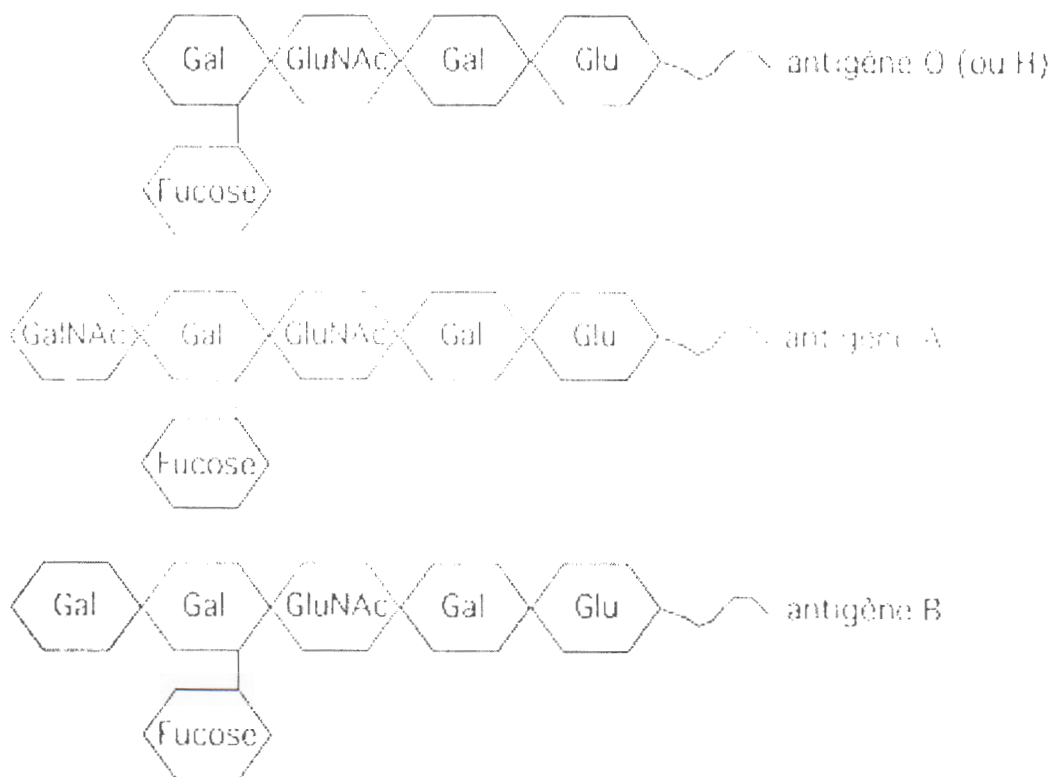 Gal GluNAc Gal Glu antigène O (ou H)
Fucose
GalNAc Gal GluNAc Gal Glu antigène A
Fucose
Gal Gal GluNAc Gal Glu antigène B
Fucose